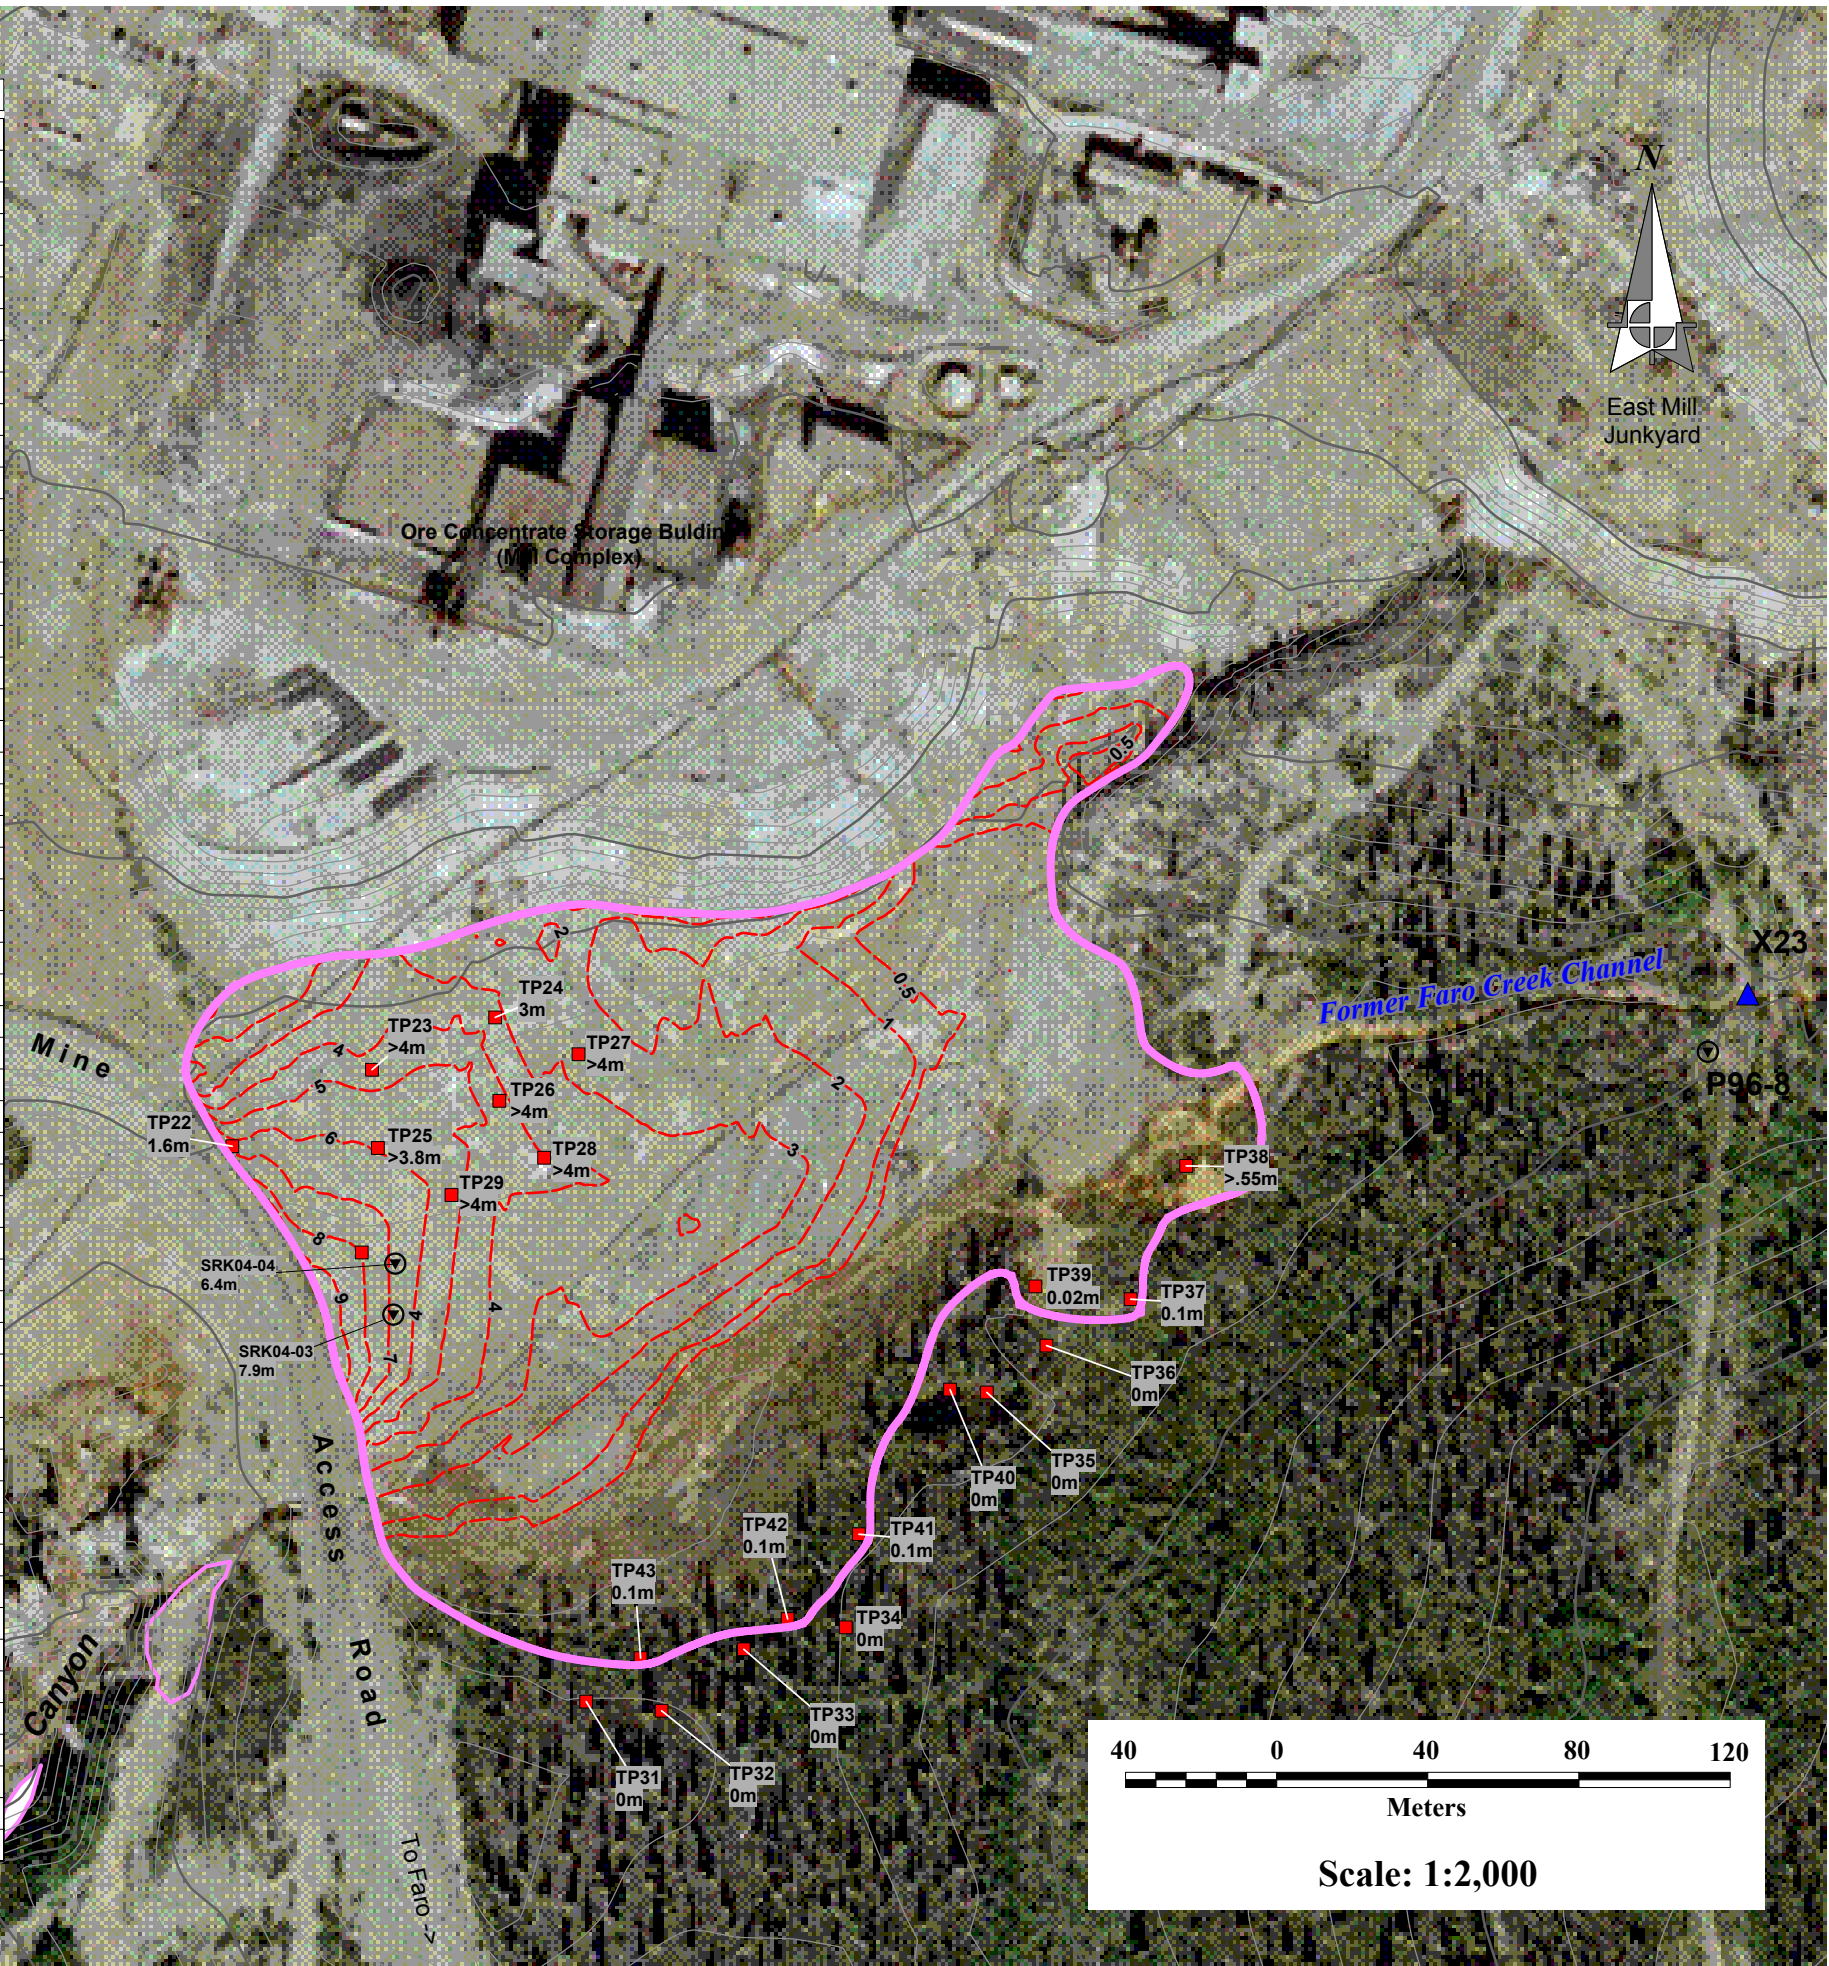 N
East Mill
Junkyard
Ore Concentrate Storage Buldin
(Mill Complex)
0.5
X23
Former Faro Creek Channel
P96-8
2
TP24
3m
0.5
TP23
>4m
1
TP27
>4m
4
Mine
5
2
TP26
>4m
TP22
1.6m
6
TP25
>3.8m
TP28
>4m
3
TP38
>.55m
TP29
>4m
8
SRK04-04
6.4m
TP39
0.02m
TP37
0.1m
9
4
4
SRK04-03
7.9m
7
TP36
0m
Access
TP35
0m
TP40
0m
TP42
0.1m
TP41
0.1m
TP43
0.1m
TP34
0m
Canyon
Road
TP33
0m
TP31
0m
TP32
0m
To Faro ->
40 0 40 80 120
Meters
Scale: 1:2,000